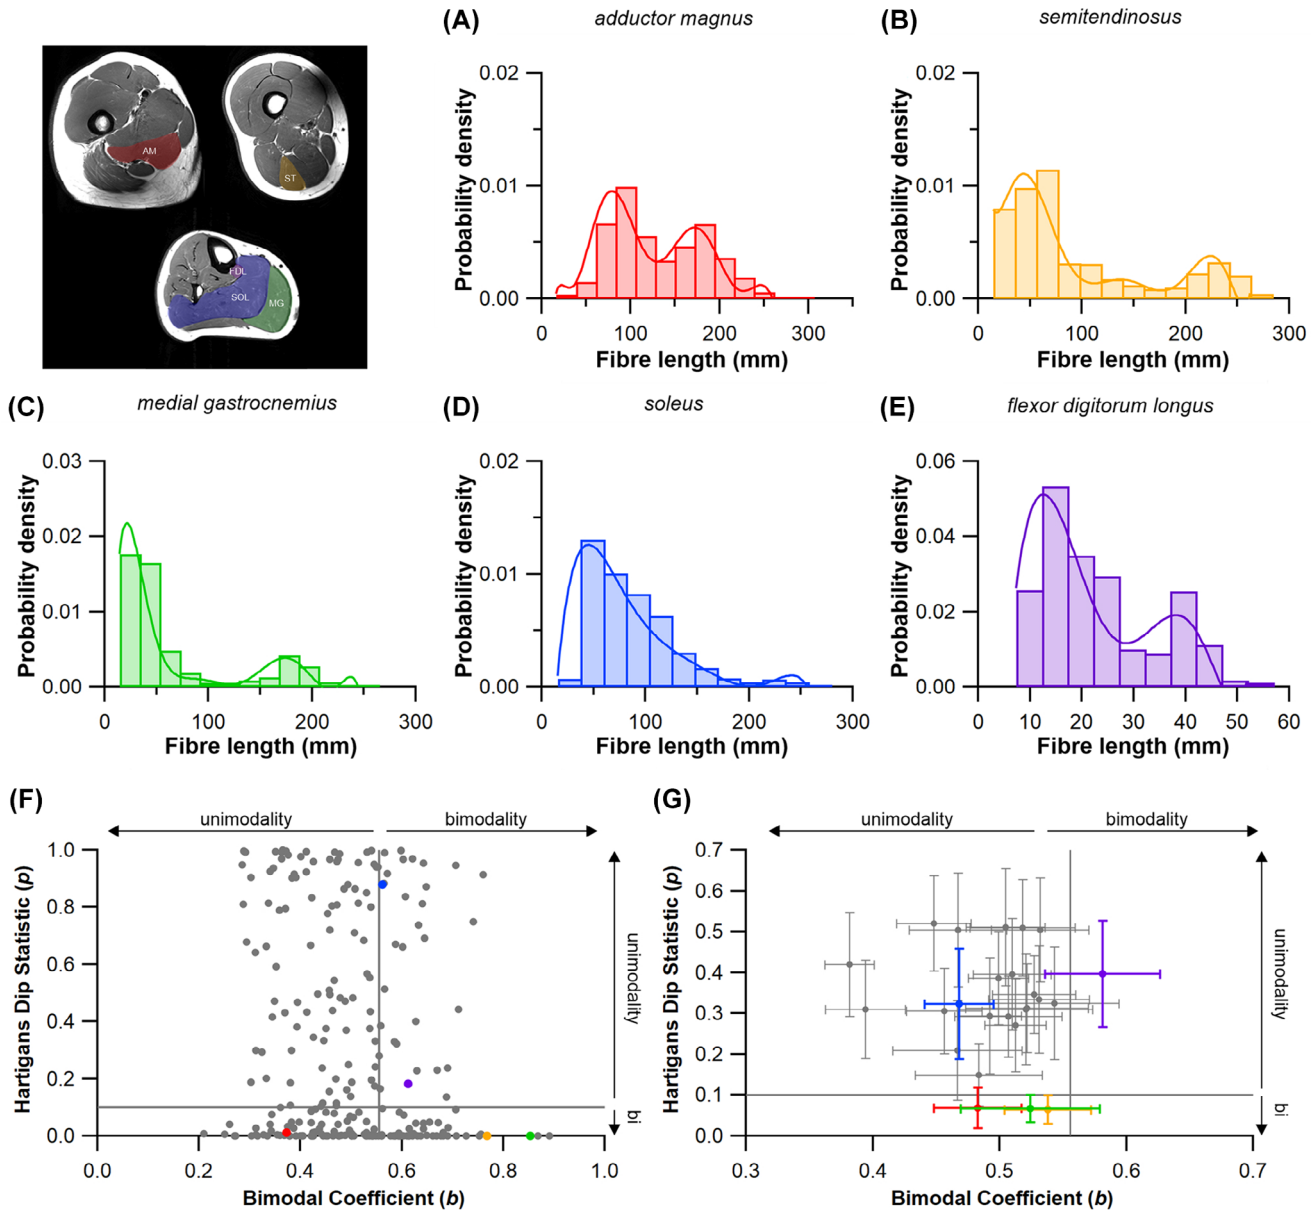 (A)
adductor magnus
(B)
semitendinosus
AM
ST
FDL
SOL
MG
Probability density
0.02
0.01
0.00
0 100 200 300
Fibre length (mm)
Probability density
0.02
0.01
0.00
0 100 200 300
Fibre length (mm)
(C)
medial gastrocnemius
(D)
soleus
(E)
flexor digitorum longus
Probability density
0.03
0.02
0.01
0.00
0 100 200 300
Fibre length (mm)
Probability density
0.02
0.01
0.00
0 100 200 300
Fibre length (mm)
Probability density
0.06
0.04
0.02
0.00
0 10 20 30 40 50 60
Fibre length (mm)
(F)
unimodality
bimodality
Hartigans Dip Statistic (p)
1.0
0.8
0.6
0.4
0.2
0.0
unimodality
bi
0.0 0.2 0.4 0.6 0.8 1.0
Bimodal Coefficient (b)
(G)
unimodality
bimodality
Hartigans Dip Statistic (p)
0.7
0.6
0.5
0.4
0.3
0.2
0.1
0.0
unimodality
bi
0.3 0.4 0.5 0.6 0.7
Bimodal Coefficient (b)